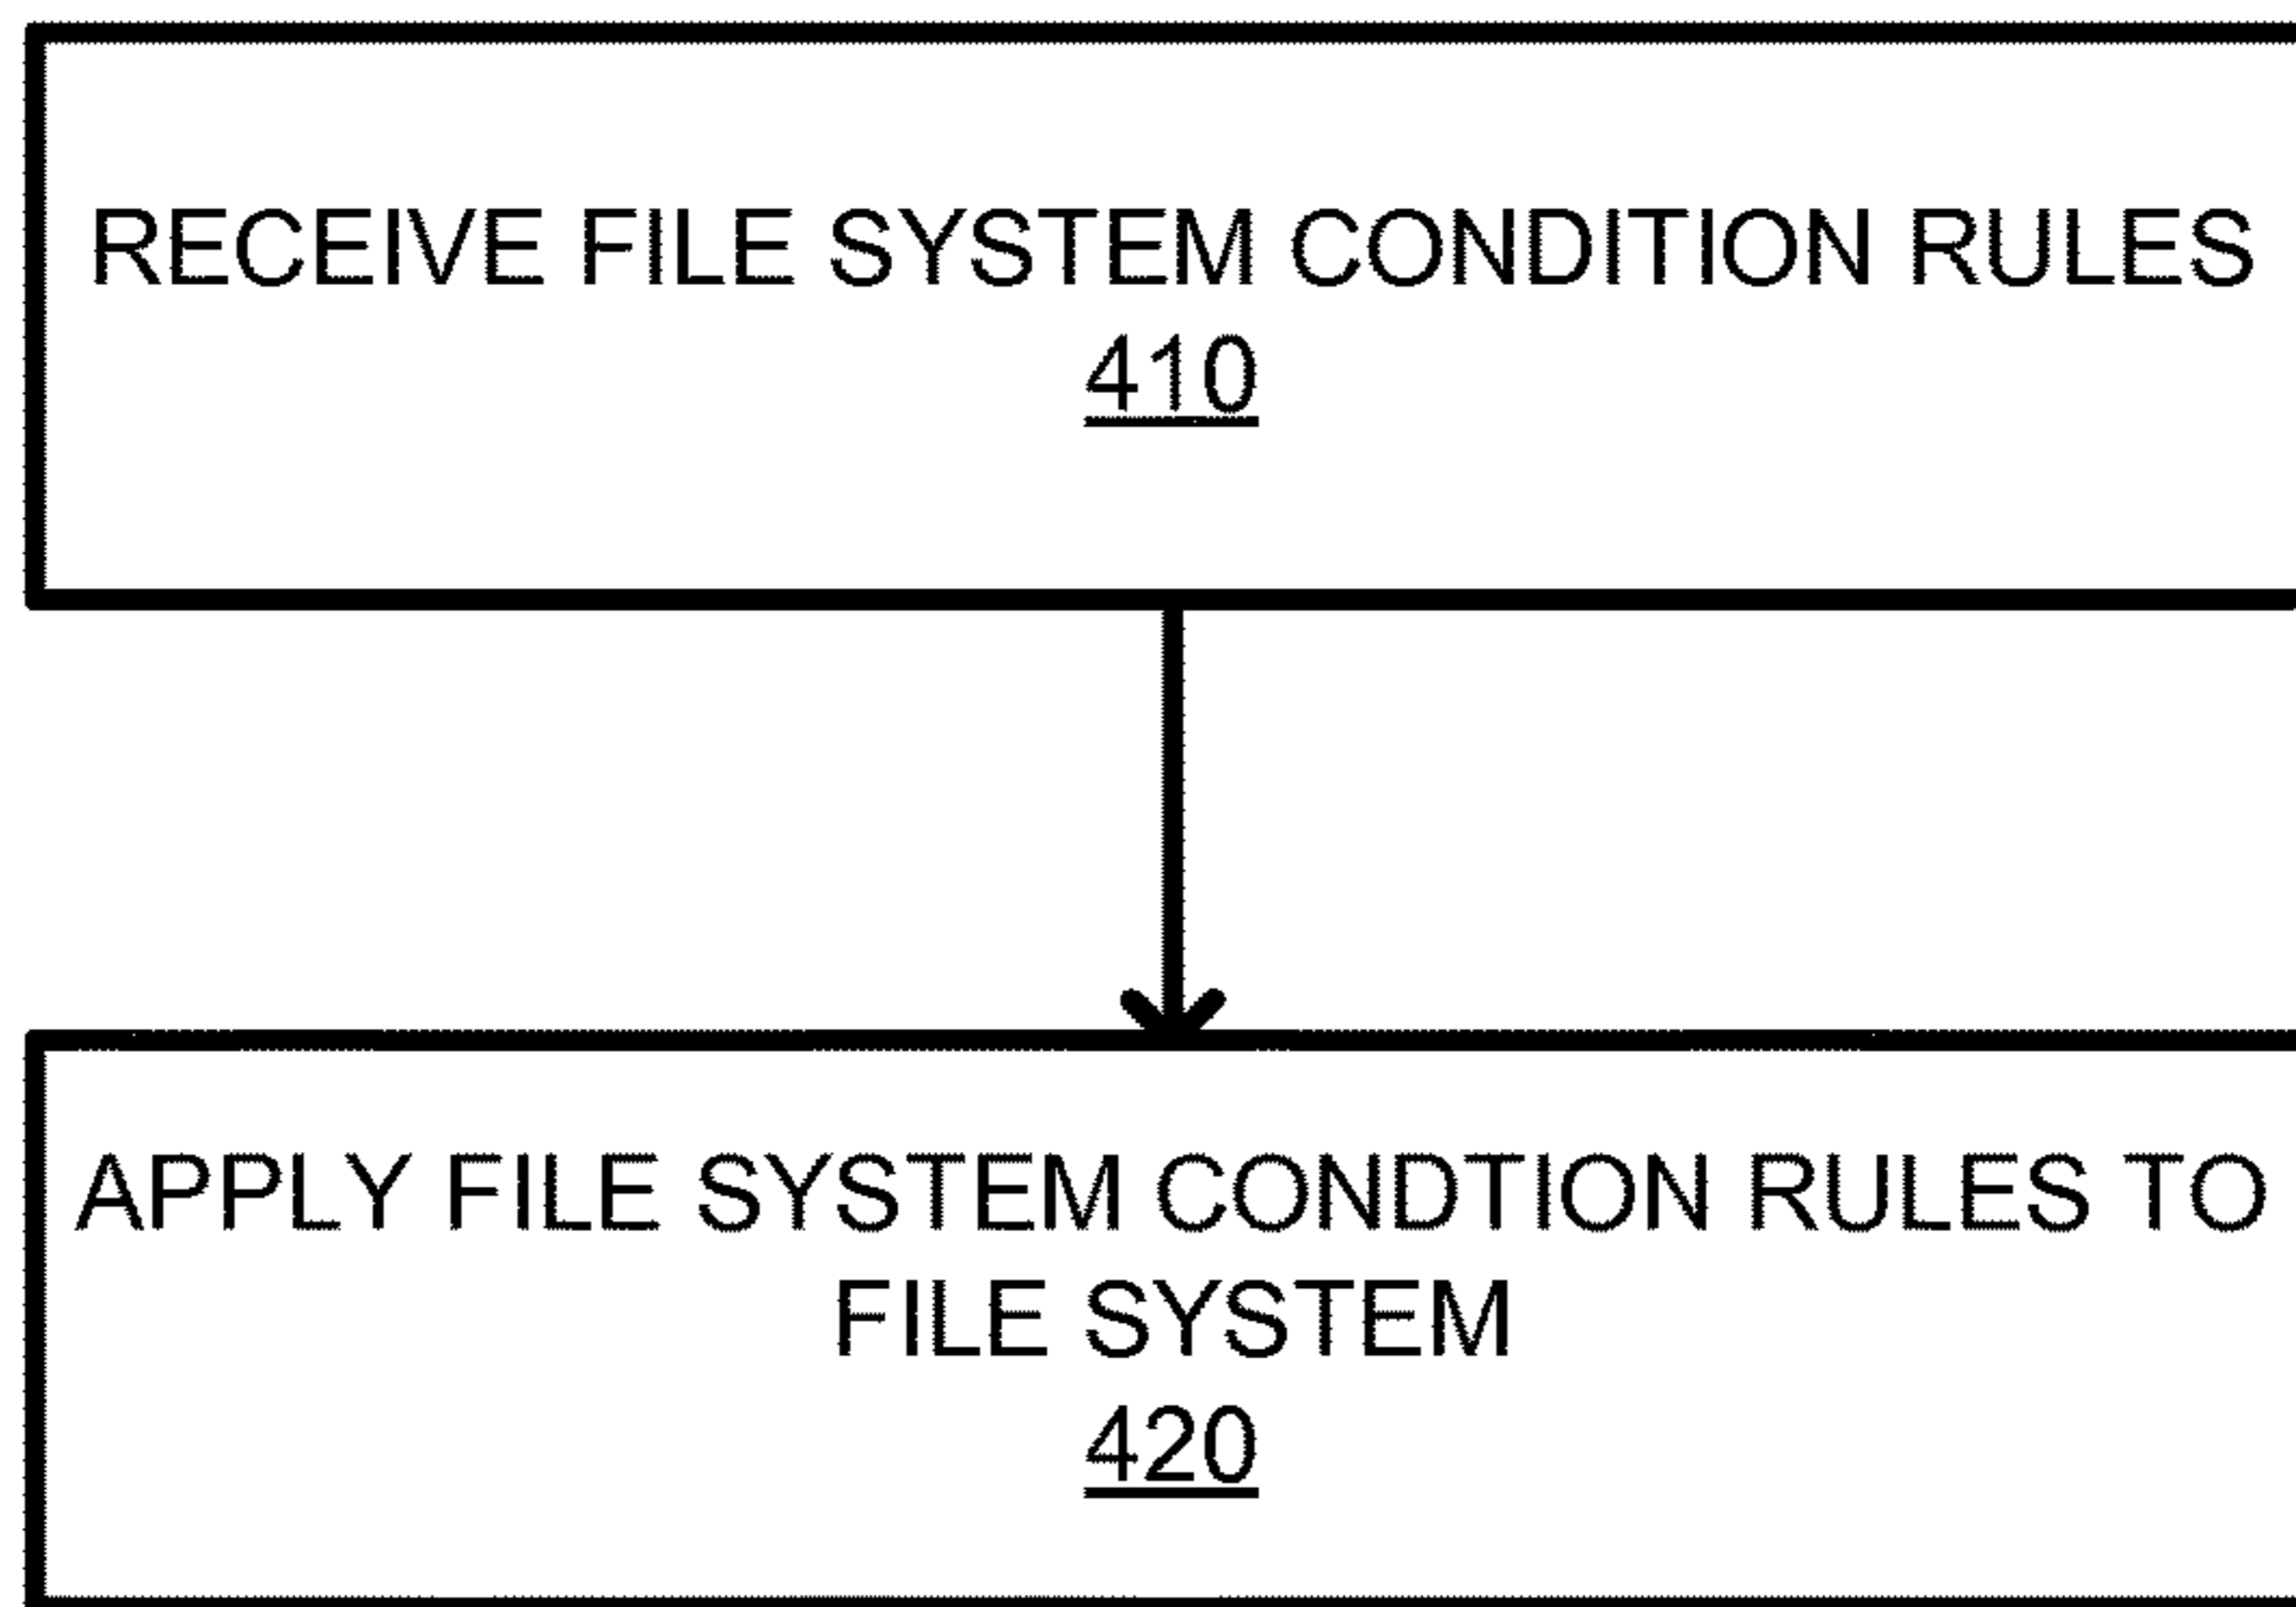 RECEIVE FILE SYSTEM CONDITION RULES
410
APPLY FILE SYSTEM CONDTION RULES TO
FILE SYSTEM
420